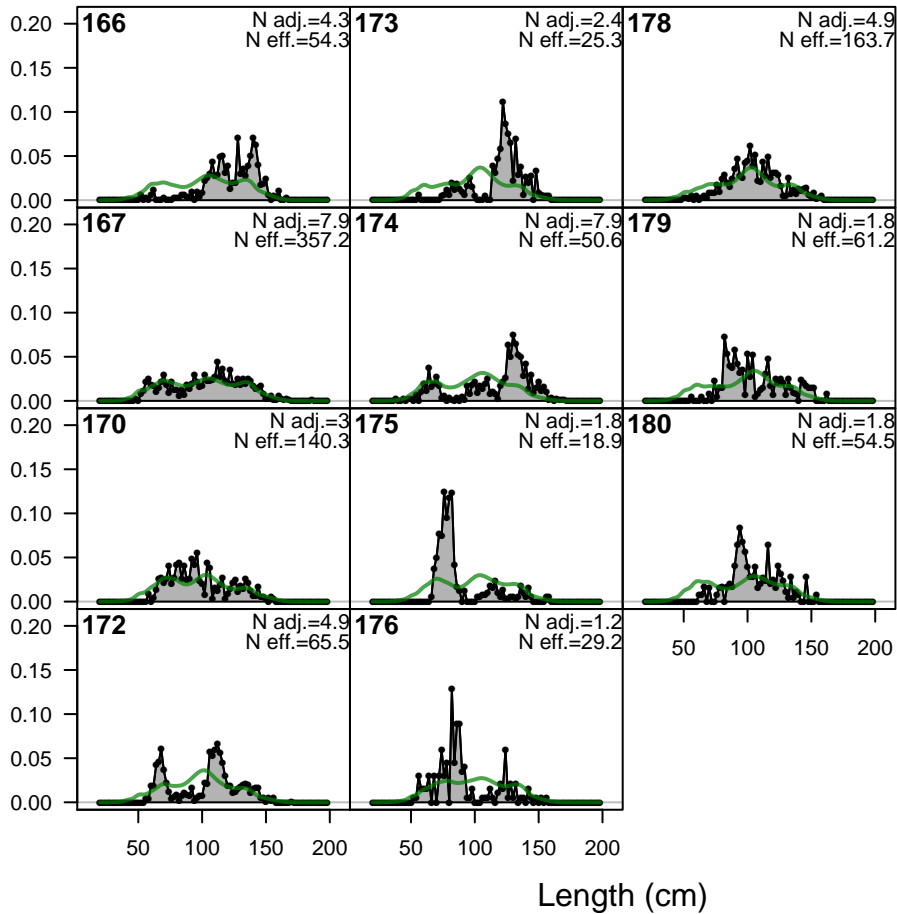 0.20
0.15
0.10
0.05
0.00
166
N adj.=4.3
N eff.=54.3
173
N adj.=2.4
N eff.=25.3
178
N adj.=4.9
N eff.=163.7
0.20
0.15
0.10
0.05
0.00
167
N adj.=7.9
N eff.=357.2
174
N adj.=7.9
N eff.=50.6
179
N adj.=1.8
N eff.=61.2
0.20
0.15
0.10
0.05
0.00
170
N adj.=3
N eff.=140.3
175
N adj.=1.8
N eff.=18.9
180
N adj.=1.8
N eff.=54.5
50 100 150 200
0.20
0.15
0.10
0.05
0.00
172
N adj.=4.9
N eff.=65.5
176
N adj.=1.2
N eff.=29.2
50 100 150 200
50 100 150 200
Length (cm)